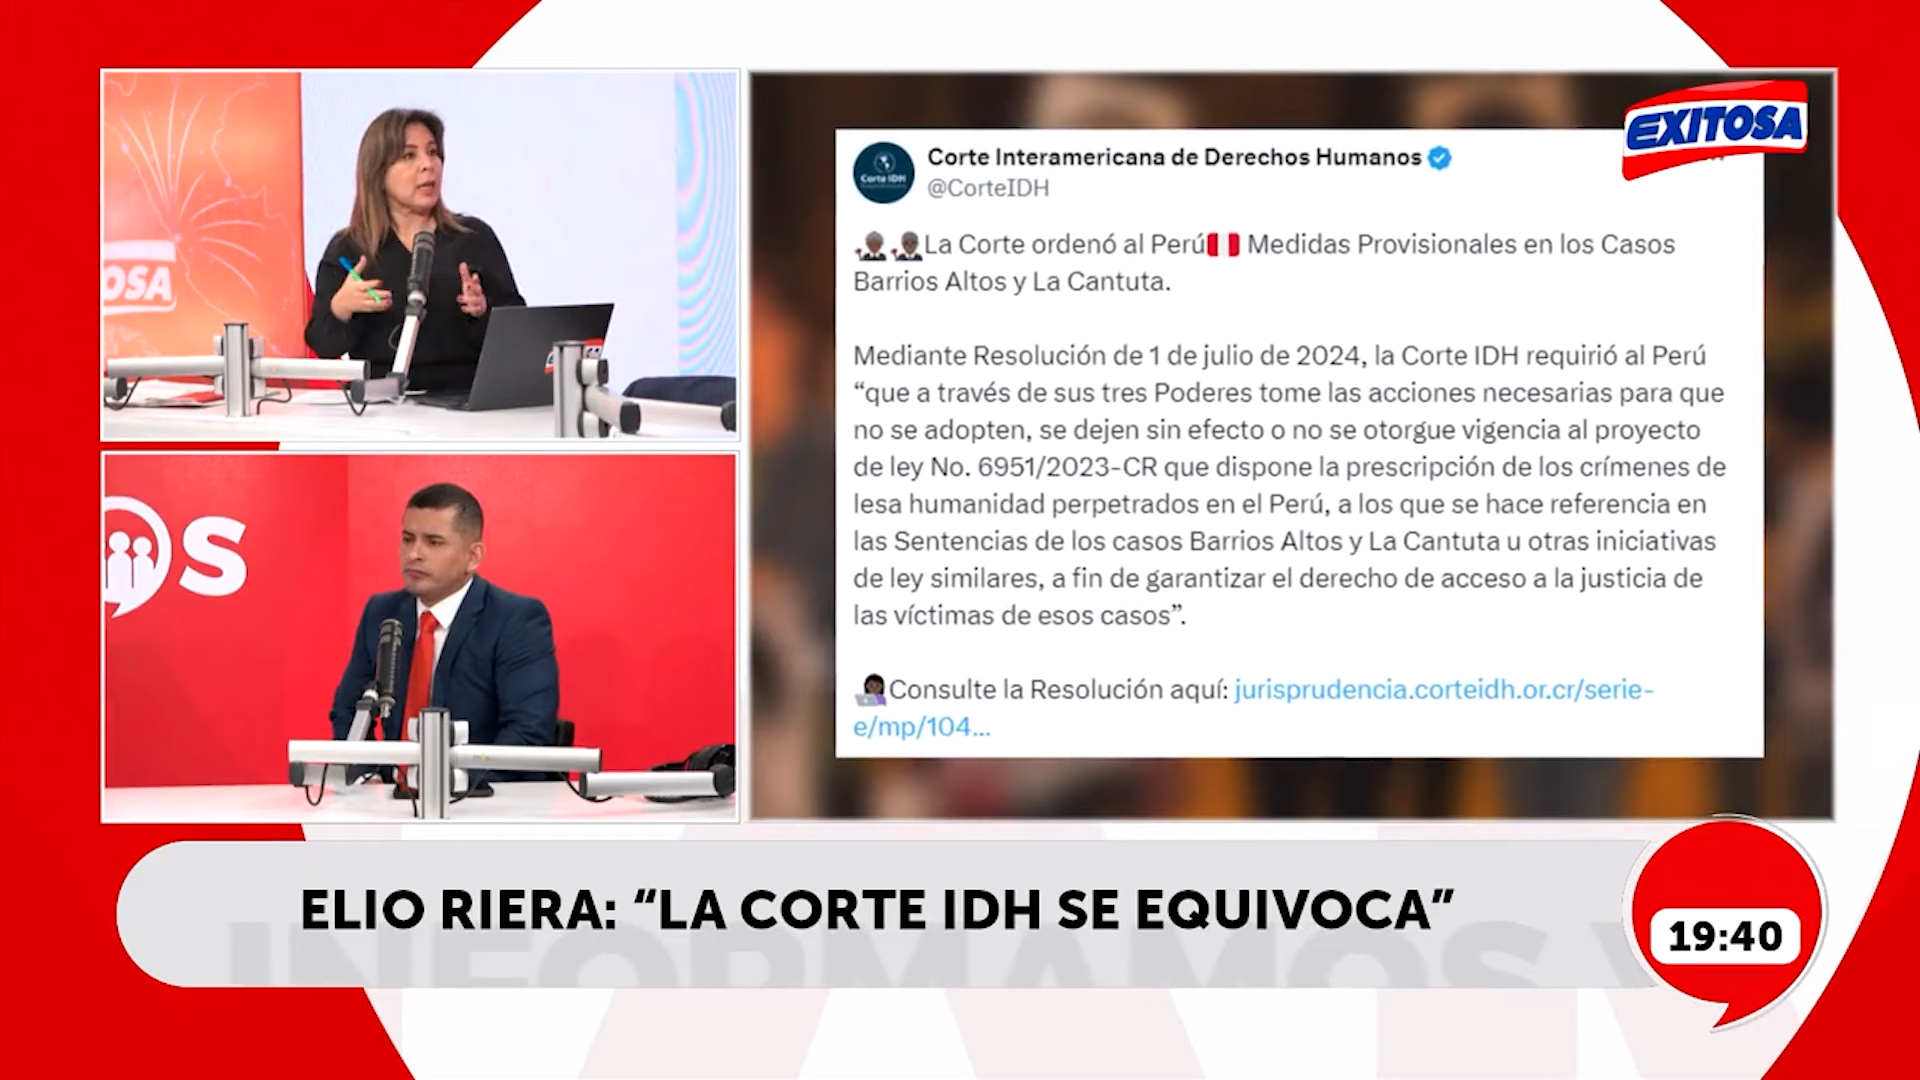 EXITOSA
Corte Interamericana de Derechos Humanos
Corte IDH
@CorteIDH
La Corte ordenó al Perú Medidas Provisionales en los Casos
Barrios Altos y La Cantuta.
Mediante Resolución de 1 de julio de 2024, la Corte IDH requirió al Perú
“que a través de sus tres Poderes tome las acciones necesarias para que
no se adopten, se dejen sin efecto o no se otorgue vigencia al proyecto
de ley No. 6951/2023-CR que dispone la prescripción de los crímenes de
lesa humanidad perpetrados en el Perú, a los que se hace referencia en
las Sentencias de los casos Barrios Altos y La Cantuta u otras iniciativas
de ley similares, a fin de garantizar el derecho de acceso a la justicia de
las víctimas de esos casos”.
Consulte la Resolución aquí: jurisprudencia.corteidh.or.cr/serie-
e/mp/104...
OSA
OS
ELIO RIERA: “LA CORTE IDH SE EQUIVOCA”
INFORMAMOS Y
19:40